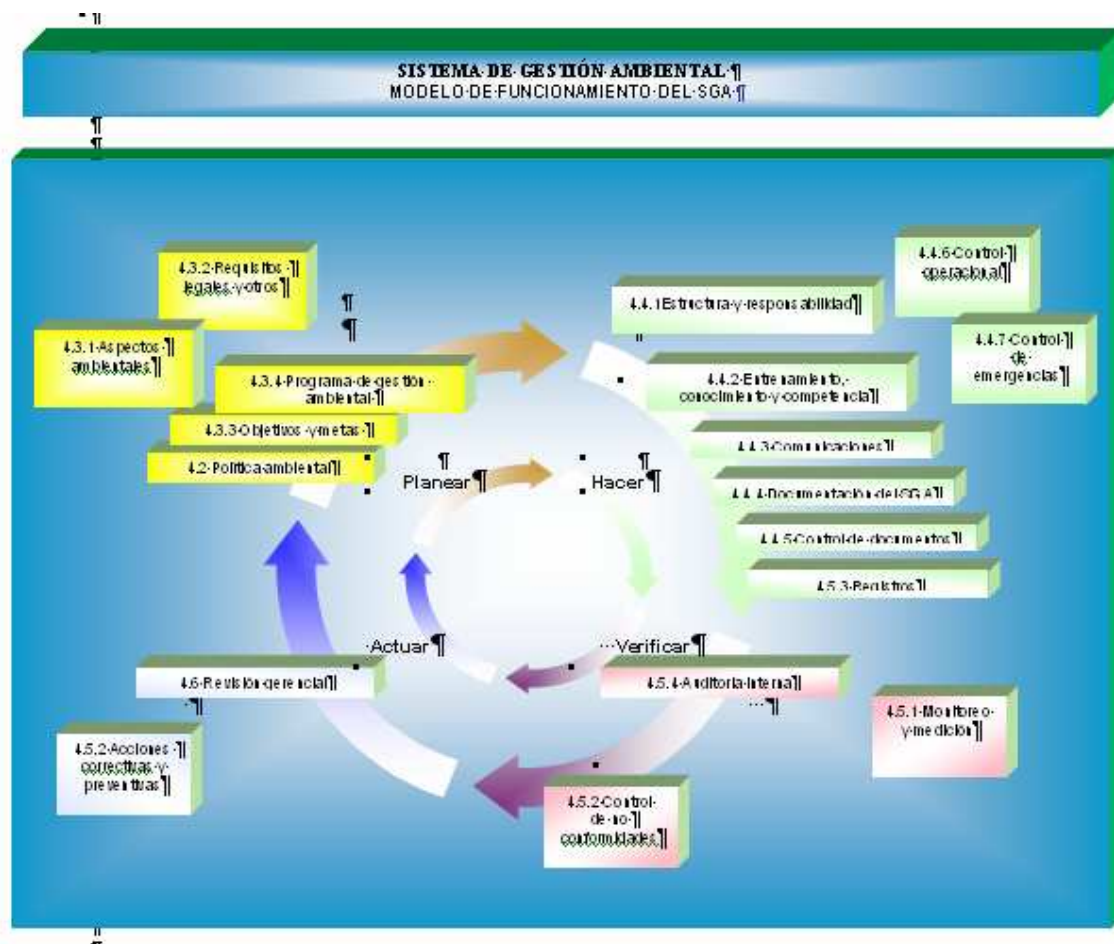 SISTEMA DE GESTIÓN AMBIENTAL
MODELO DE FUNCIONAMIENTO DEL SGA
4.3.2 Requisitos
legales y otros
4.3.1 Aspectos
ambientales
4.3.4 Programa de gestión
ambiental
4.3.3 Objetivos y metas
4.2 Política ambiental
4.4.6 Control
operacional
4.4.1 Estructura y responsabilidad
4.4.7 Control
de
emergencias
4.4.2 Entrenamiento,
conocimiento y competencia
4.4.3 Comunicaciones
4.4.4 Documentación del SGA
4.4.5 Control de documentos
4.5.3 Registros
Planear
Hacer
Actuar
Verificar
4.6 Revisión gerencial
4.5.4 Auditoria interna
4.5.2 Acciones
correctivas y
preventivas
4.5.1 Monitoreo
y medición
4.5.2 Control
de no
conformidades